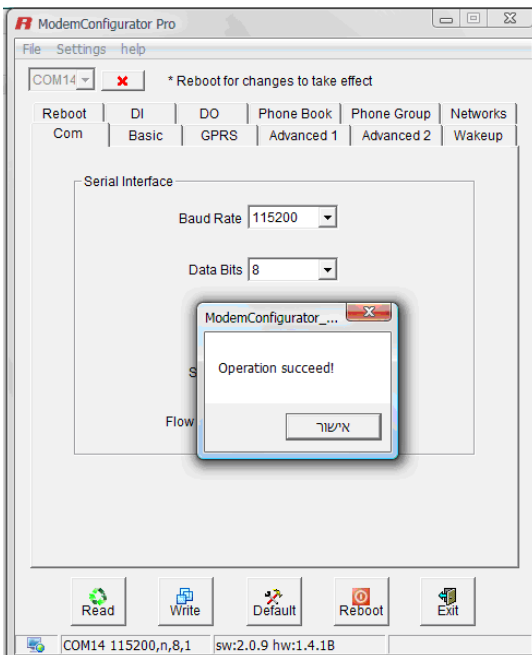 ModemConfigurator Pro
File Settings help
COM14 * Reboot for changes to take effect
Reboot DI DO Phone Book Phone Group Networks
Com Basic GPRS Advanced 1 Advanced 2 Wakeup
Serial Interface
Baud Rate 115200
Data Bits 8
ModemConfigurator_...
Operation succeed!
אישור
S
Flow
Read Write Default Reboot Exit
COM14 115200,n,8,1 sw:2.0.9 hw:1.4.1B